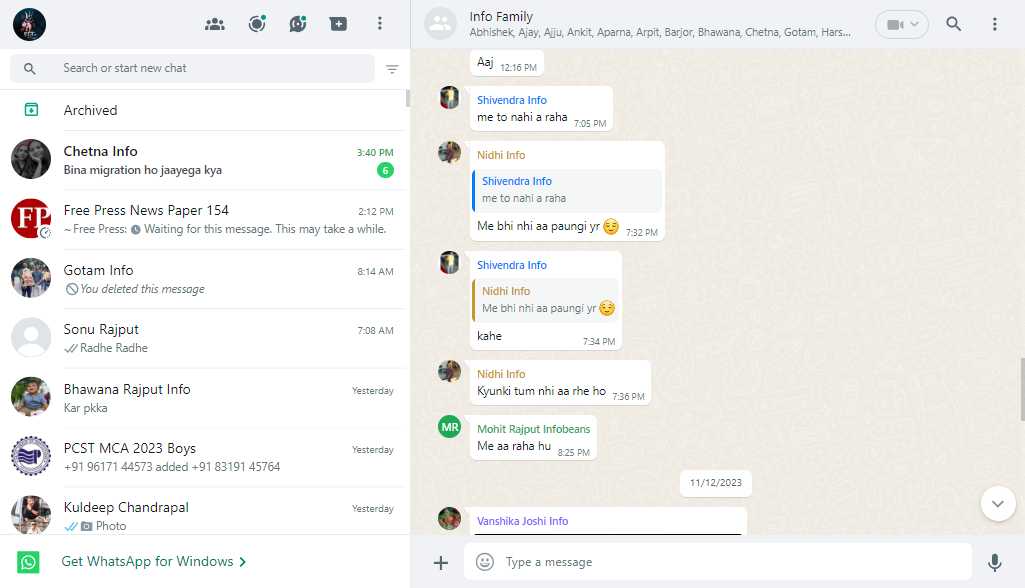 Info Family
Abhishek, Ajay, Ajju, Ankit, Aparna, Arpit, Barjor, Bhawana, Chetna, Gotam, Hars...
Search or start new chat
Archived
Chetna Info
3:40 PM
Bina migration ho jaayega kya
6
FP
Free Press News Paper 154
2:12 PM
~ Free Press: Waiting for this message. This may take a while.
Gotam Info
8:14 AM
You deleted this message
Sonu Rajput
7:08 AM
Radhe Radhe
Bhawana Rajput Info
Yesterday
Kar pkka
PCST MCA 2023 Boys
Yesterday
+91 96171 44573 added +91 83191 45764
Kuldeep Chandrapal
Yesterday
Photo
Get WhatsApp for Windows
Aaj 12:16 PM
Shivendra Info
me to nahi a raha 7:05 PM
Nidhi Info
Shivendra Info
me to nahi a raha
Me bhi nhi aa paungi yr 😌 7:32 PM
Shivendra Info
Nidhi Info
Me bhi nhi aa paungi yr 😌
kahe 7:34 PM
Nidhi Info
Kyunki tum nhi aa rhe ho 7:36 PM
MR
Mohit Rajput Infobeans
Me aa raha hu 8:25 PM
11/12/2023
Vanshika Joshi Info
Type a message